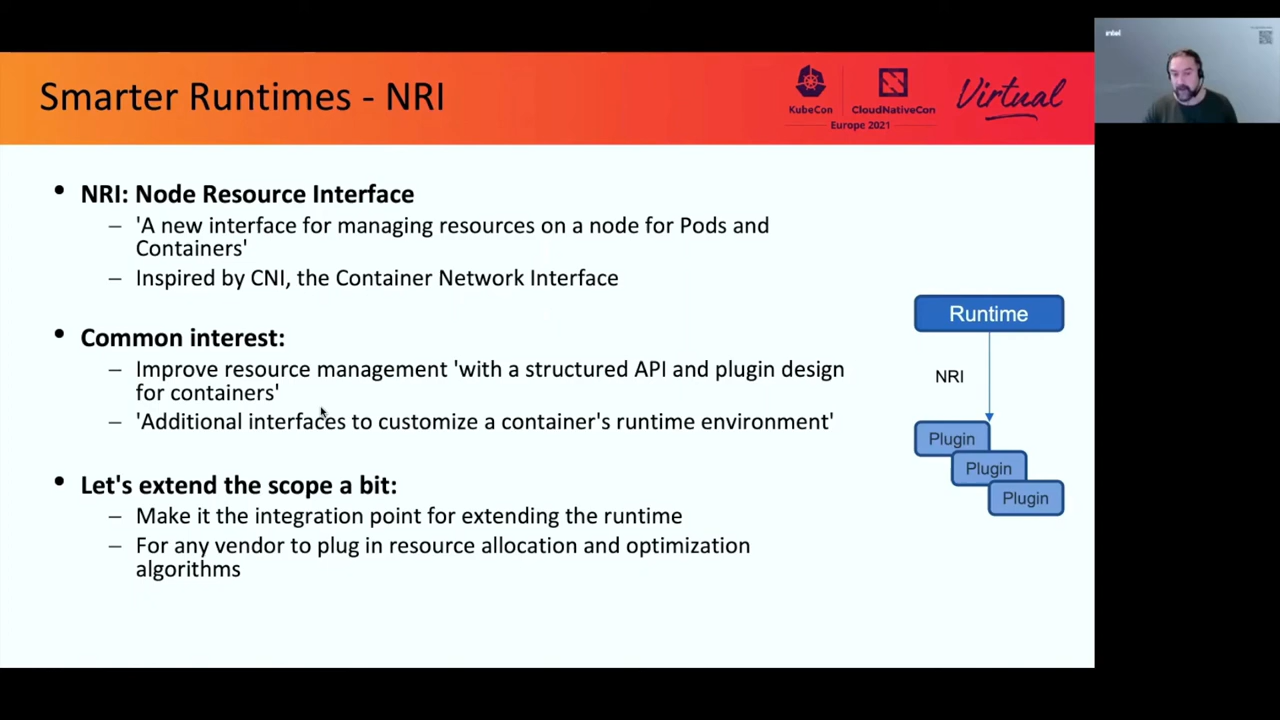 Smarter Runtimes - NRI
KubeCon
CloudNativeCon
Europe 2021
Virtual
intel
• NRI: Node Resource Interface
– 'A new interface for managing resources on a node for Pods and
Containers'
– Inspired by CNI, the Container Network Interface
• Common interest:
– Improve resource management 'with a structured API and plugin design
for containers'
– 'Additional interfaces to customize a container's runtime environment'
• Let's extend the scope a bit:
– Make it the integration point for extending the runtime
– For any vendor to plug in resource allocation and optimization
algorithms
Runtime
NRI
Plugin
Plugin
Plugin